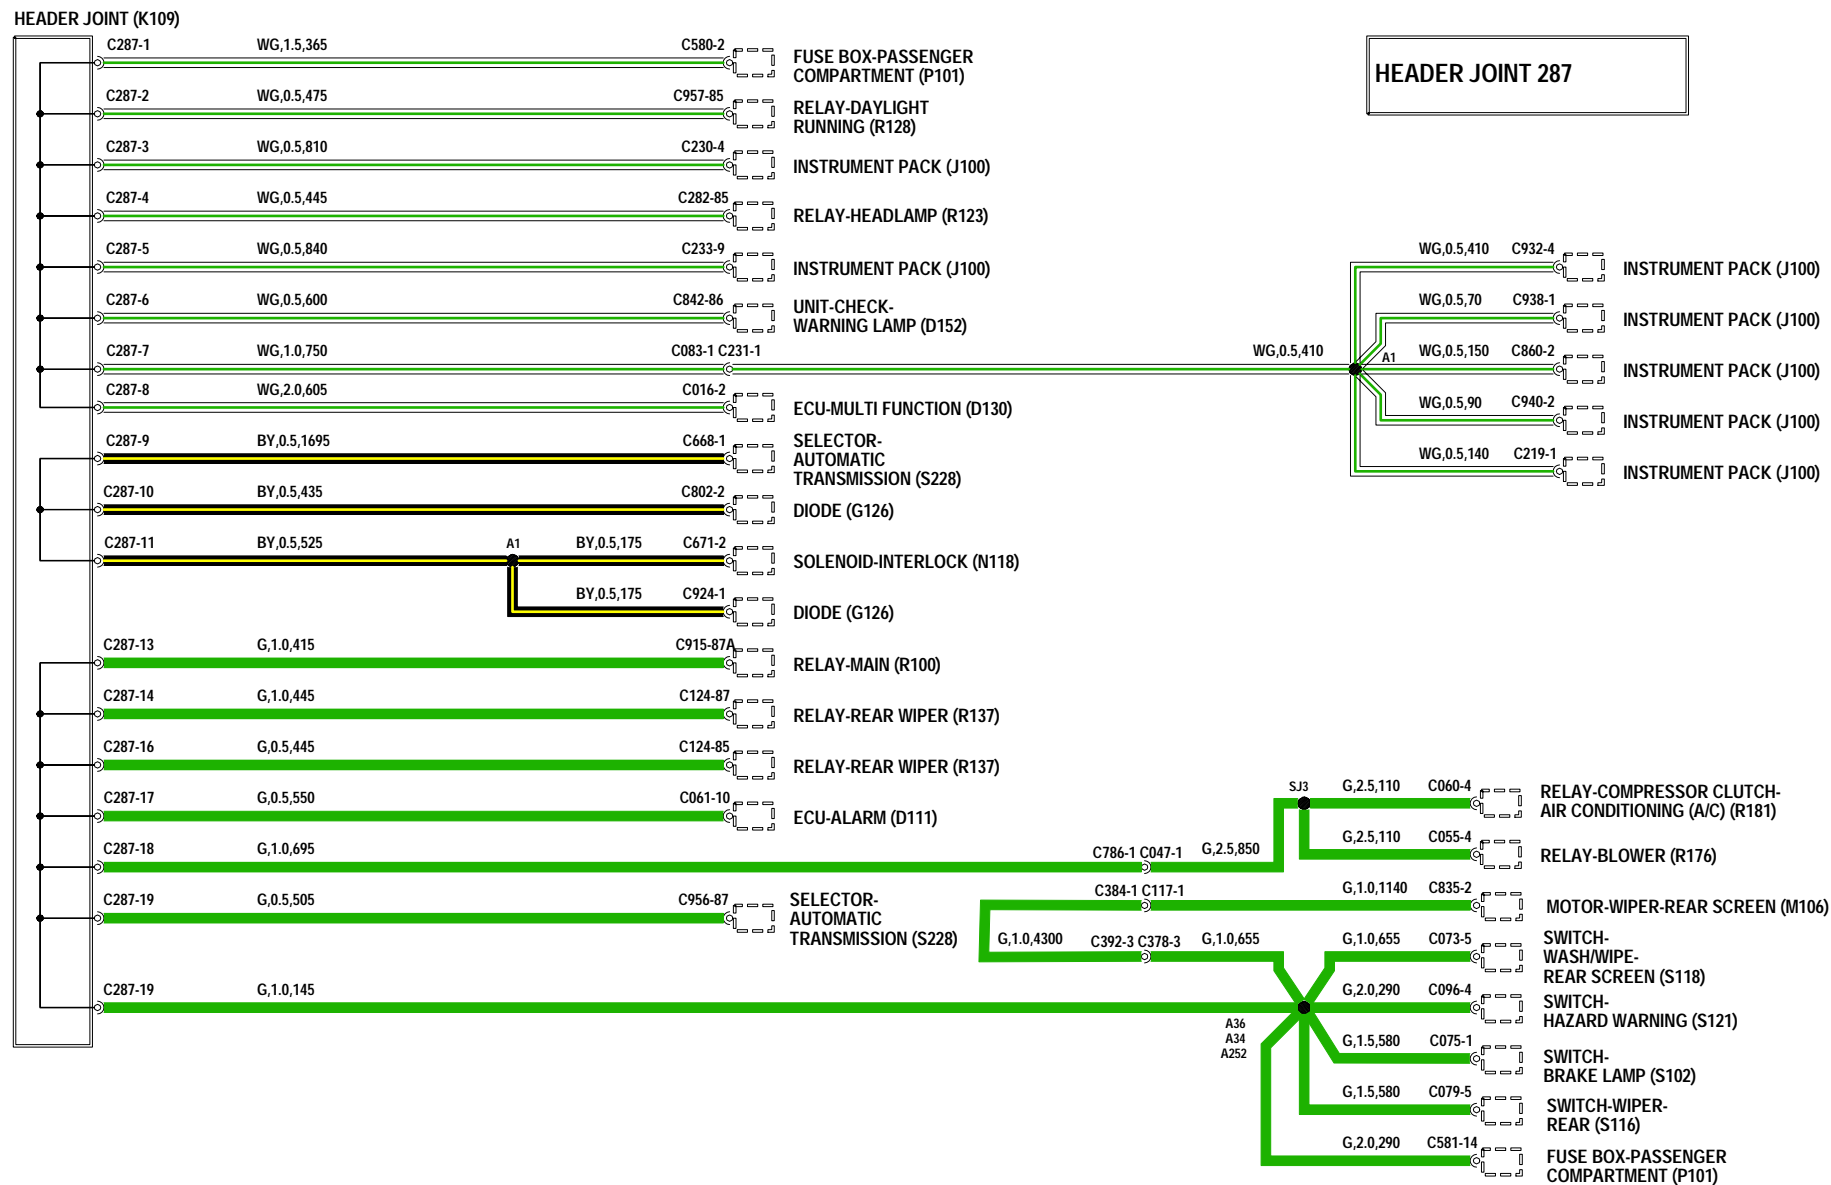 HEADER JOINT (K109)
HEADER JOINT 287
C287-1 WG,1.5,365 C580-2
FUSE BOX-PASSENGER
COMPARTMENT (P101)
C287-2 WG,0.5,475 C957-85
RELAY-DAYLIGHT
RUNNING (R128)
C287-3 WG,0.5,810 C230-4
INSTRUMENT PACK (J100)
C287-4 WG,0.5,445 C282-85
RELAY-HEADLAMP (R123)
C287-5 WG,0.5,840 C233-9
INSTRUMENT PACK (J100)
C287-6 WG,0.5,600 C842-86
UNIT-CHECK-
WARNING LAMP (D152)
C287-7 WG,1.0,750 C083-1 C231-1 WG,0.5,410 A1
WG,0.5,410 C932-4
INSTRUMENT PACK (J100)
WG,0.5,70 C938-1
INSTRUMENT PACK (J100)
WG,0.5,150 C860-2
INSTRUMENT PACK (J100)
WG,0.5,90 C940-2
INSTRUMENT PACK (J100)
WG,0.5,140 C219-1
INSTRUMENT PACK (J100)
C287-8 WG,2.0,605 C016-2
ECU-MULTI FUNCTION (D130)
C287-9 BY,0.5,1695 C668-1
SELECTOR-
AUTOMATIC
TRANSMISSION (S228)
C287-10 BY,0.5,435 C802-2
DIODE (G126)
C287-11 BY,0.5,525 A1 BY,0.5,175 C671-2
SOLENOID-INTERLOCK (N118)
BY,0.5,175 C924-1
DIODE (G126)
C287-13 G,1.0,415 C915-87A
RELAY-MAIN (R100)
C287-14 G,1.0,445 C124-87
RELAY-REAR WIPER (R137)
C287-16 G,0.5,445 C124-85
RELAY-REAR WIPER (R137)
C287-17 G,0.5,550 C061-10
ECU-ALARM (D111)
C287-18 G,1.0,695 C786-1 C047-1 G,2.5,850 SJ3
G,2.5,110 C060-4
RELAY-COMPRESSOR CLUTCH-
AIR CONDITIONING (A/C) (R181)
G,2.5,110 C055-4
RELAY-BLOWER (R176)
C287-19 G,0.5,505 C956-87
SELECTOR-
AUTOMATIC
TRANSMISSION (S228)
C384-1 C117-1 G,1.0,1140 C835-2
MOTOR-WIPER-REAR SCREEN (M106)
G,1.0,4300 C392-3 C378-3 G,1.0,655
G,1.0,655 C073-5
SWITCH-
WASH/WIPE-
REAR SCREEN (S118)
C287-19 G,1.0,145
A36
A34
A252
G,2.0,290 C096-4
SWITCH-
HAZARD WARNING (S121)
G,1.5,580 C075-1
SWITCH-
BRAKE LAMP (S102)
G,1.5,580 C079-5
SWITCH-WIPER-
REAR (S116)
G,2.0,290 C581-14
FUSE BOX-PASSENGER
COMPARTMENT (P101)